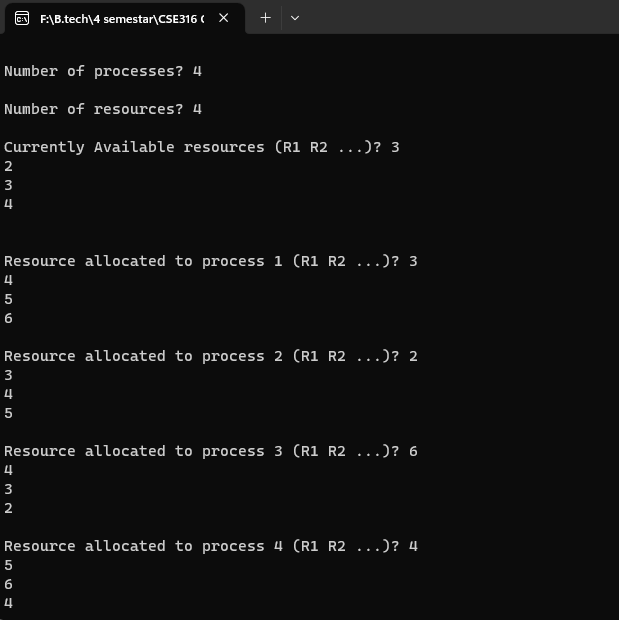 F:\B.tech\4 semestar\CSE316 (
Number of processes? 4
Number of resources? 4
Currently Available resources (R1 R2 ...)? 3
2
3
4
Resource allocated to process 1 (R1 R2 ...)? 3
4
5
6
Resource allocated to process 2 (R1 R2 ...)? 2
3
4
5
Resource allocated to process 3 (R1 R2 ...)? 6
4
3
2
Resource allocated to process 4 (R1 R2 ...)? 4
5
6
4